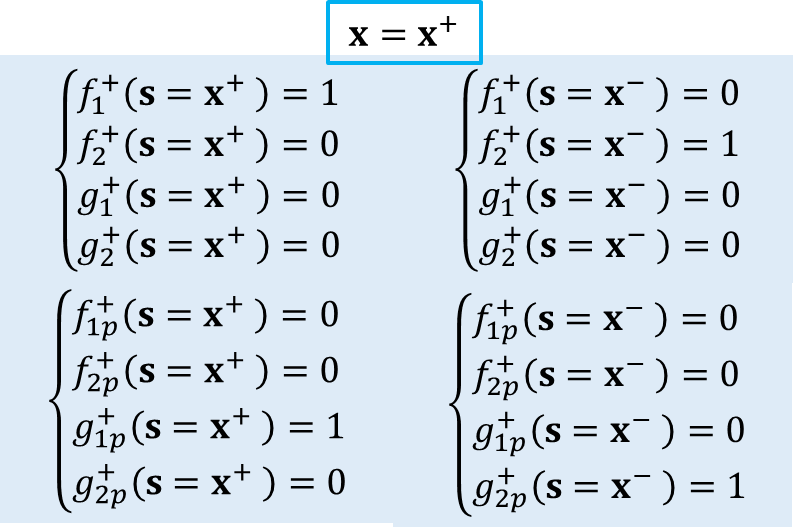 x = x⁺
f₁⁺(s = x⁺ ) = 1
f₂⁺(s = x⁺ ) = 0
g₁⁺(s = x⁺ ) = 0
g₂⁺(s = x⁺ ) = 0
f₁⁺(s = x⁻ ) = 0
f₂⁺(s = x⁻ ) = 1
g₁⁺(s = x⁻ ) = 0
g₂⁺(s = x⁻ ) = 0
f₁ₚ⁺(s = x⁺ ) = 0
f₂ₚ⁺(s = x⁺ ) = 0
g₁ₚ⁺(s = x⁺ ) = 1
g₂ₚ⁺(s = x⁺ ) = 0
f₁ₚ⁺(s = x⁻ ) = 0
f₂ₚ⁺(s = x⁻ ) = 0
g₁ₚ⁺(s = x⁻ ) = 0
g₂ₚ⁺(s = x⁻ ) = 1